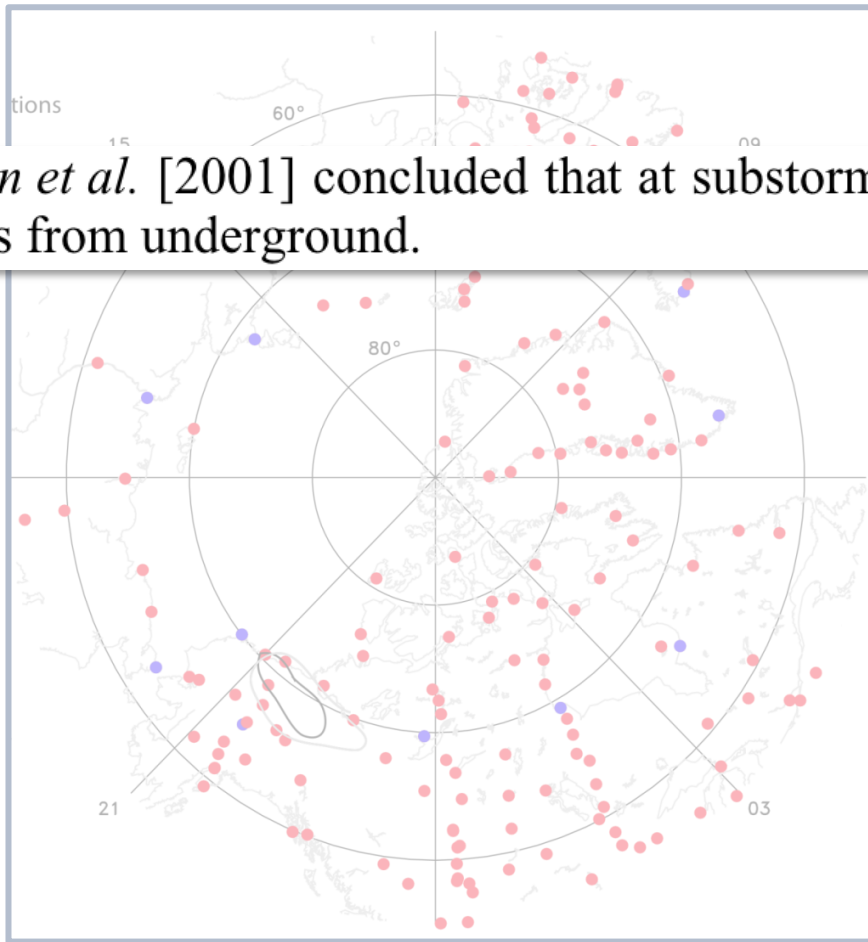 tions
60°
15
09
n et al. [2001] concluded that at substorm
s from underground.
80°
21
03